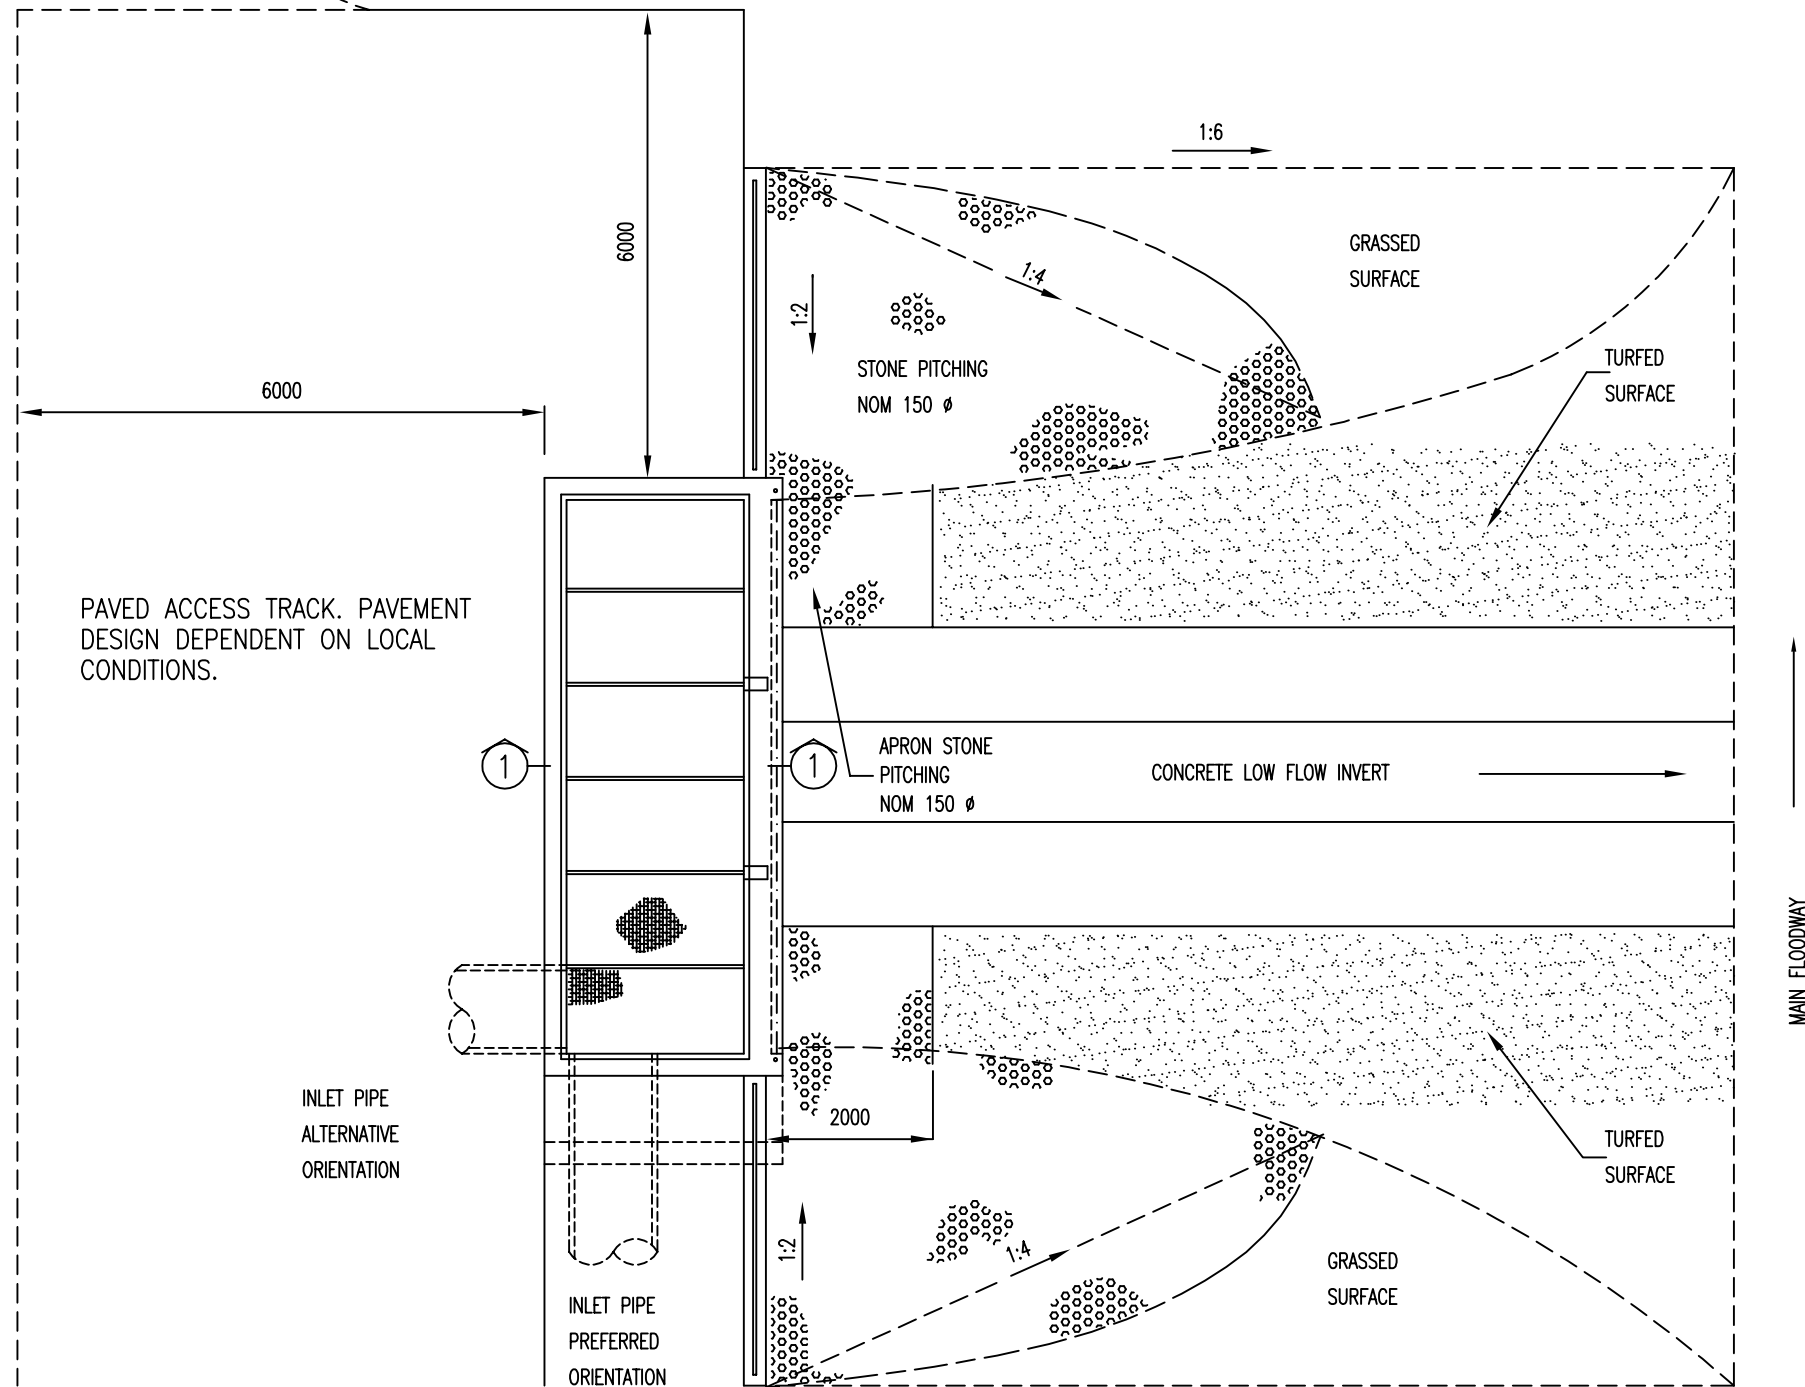 1:6
6000
GRASSED
SURFACE
1:4
1:2
STONE PITCHING
NOM 150 ø
TURFED
SURFACE
6000
PAVED ACCESS TRACK. PAVEMENT
DESIGN DEPENDENT ON LOCAL
CONDITIONS.
1
1
APRON STONE
PITCHING
NOM 150 ø
CONCRETE LOW FLOW INVERT
MAIN FLOODWAY
INLET PIPE
ALTERNATIVE
ORIENTATION
2000
TURFED
SURFACE
1:2
1:4
GRASSED
SURFACE
INLET PIPE
PREFERRED
ORIENTATION